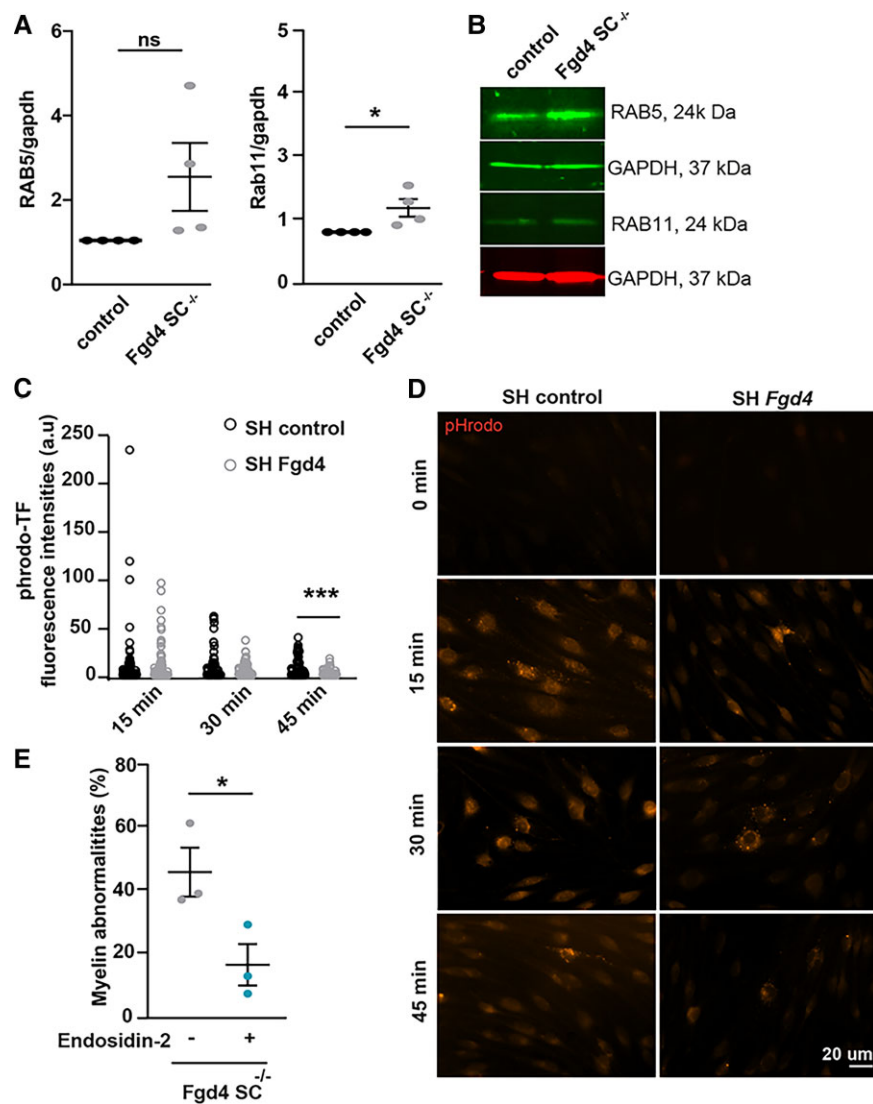 A
ns
RAB5/gapdh
6
4
2
0
control
Fgd4 SC -/-
*
Rab11/gapdh
5
3
1
0
control
Fgd4 SC -/-
B
control
Fgd4 SC -/-
RAB5, 24k Da
GAPDH, 37 kDa
RAB11, 24 kDa
GAPDH, 37 kDa
C
phrodo-TF
fluorescence intensities (a.u)
250
200
150
100
50
0
SH control
SH Fgd4
***
15 min
30 min
45 min
D
SH control
SH Fgd4
pHrodo
0 min
15 min
30 min
45 min
20 um
E
Myelin abnormalitites (%)
80
60
40
20
0
*
Endosidin-2 - +
Fgd4 SC -/-